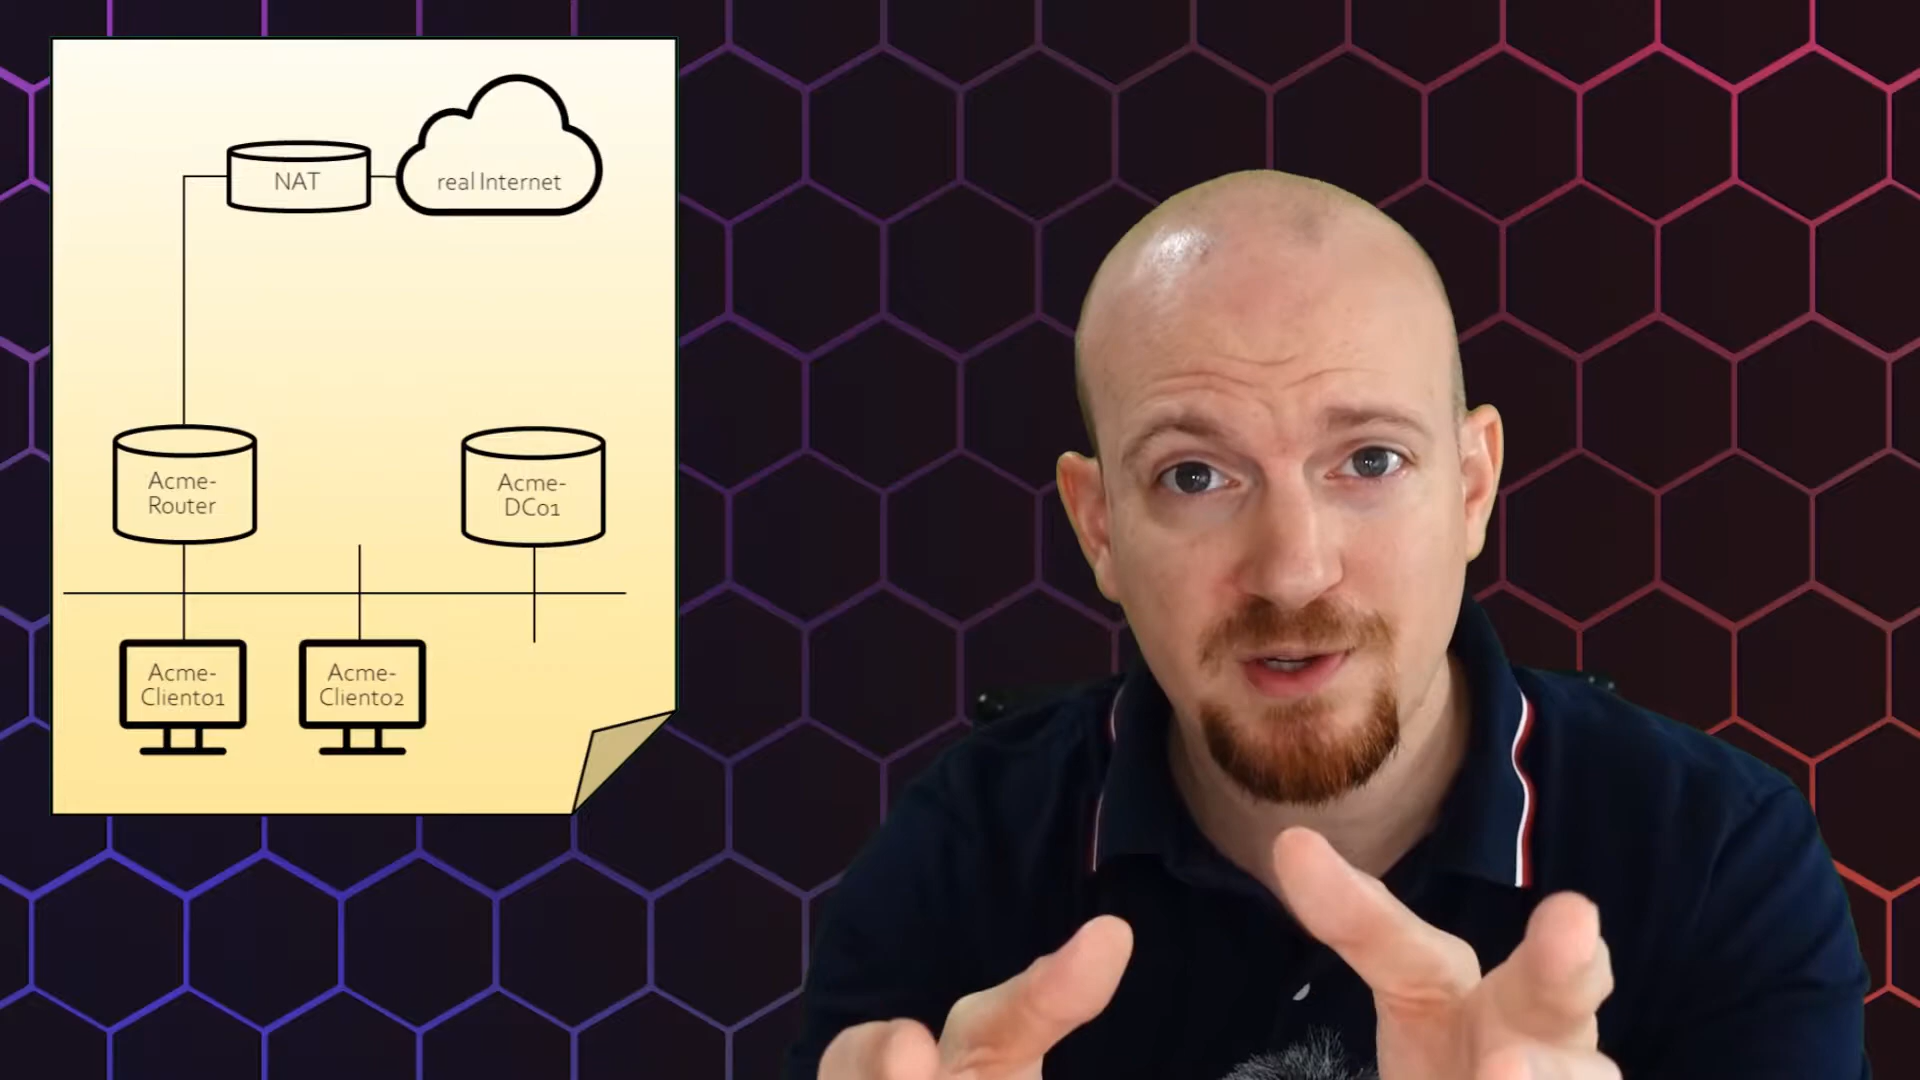 NAT
real Internet
Acme-
Router
Acme-
DC01
Acme-
Client01
Acme-
Client02